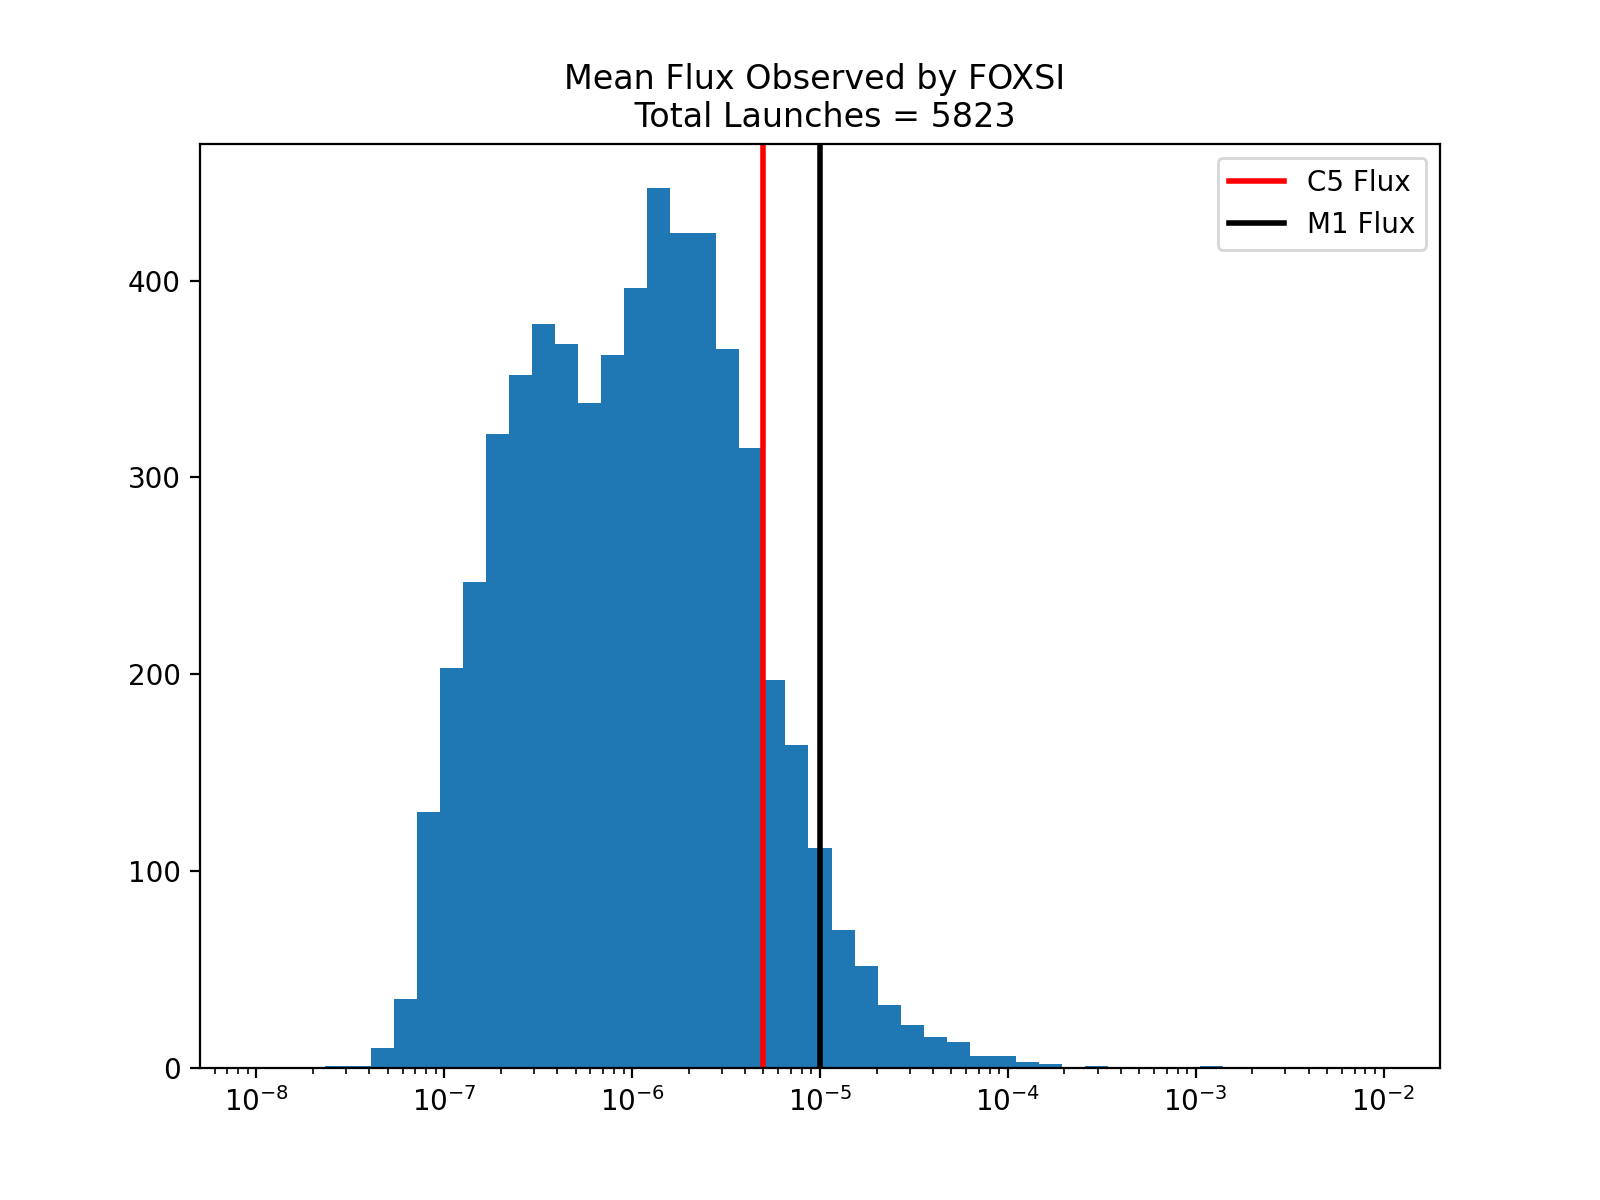 Mean Flux Observed by FOXSI
Total Launches = 5823
C5 Flux
M1 Flux
400
300
200
100
0
10⁻⁸ 10⁻⁷ 10⁻⁶ 10⁻⁵ 10⁻⁴ 10⁻³ 10⁻²